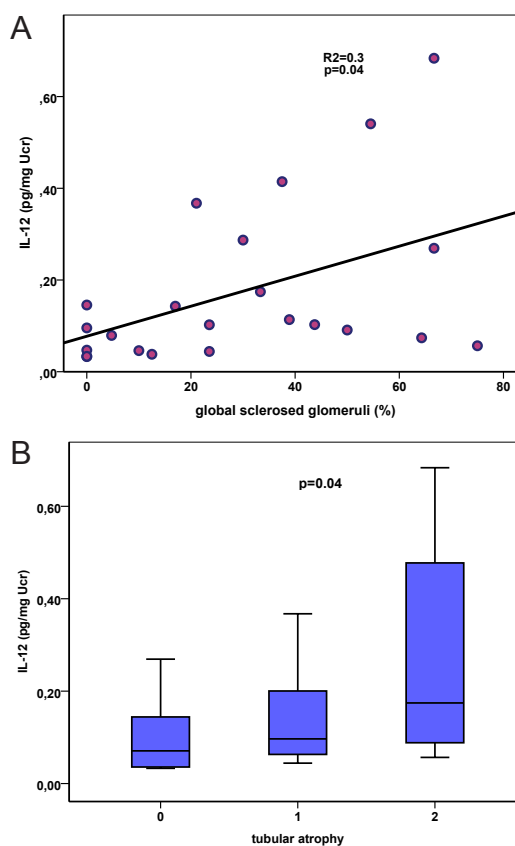 A
R2=0.3
p=0.04
,60
,40
,20
,00
IL-12 (pg/mg Ucr)
0 20 40 60 80
global sclerosed glomeruli (%)
B
p=0.04
0,60
0,40
0,20
0,00
IL-12 (pg/mg Ucr)
0 1 2
tubular atrophy